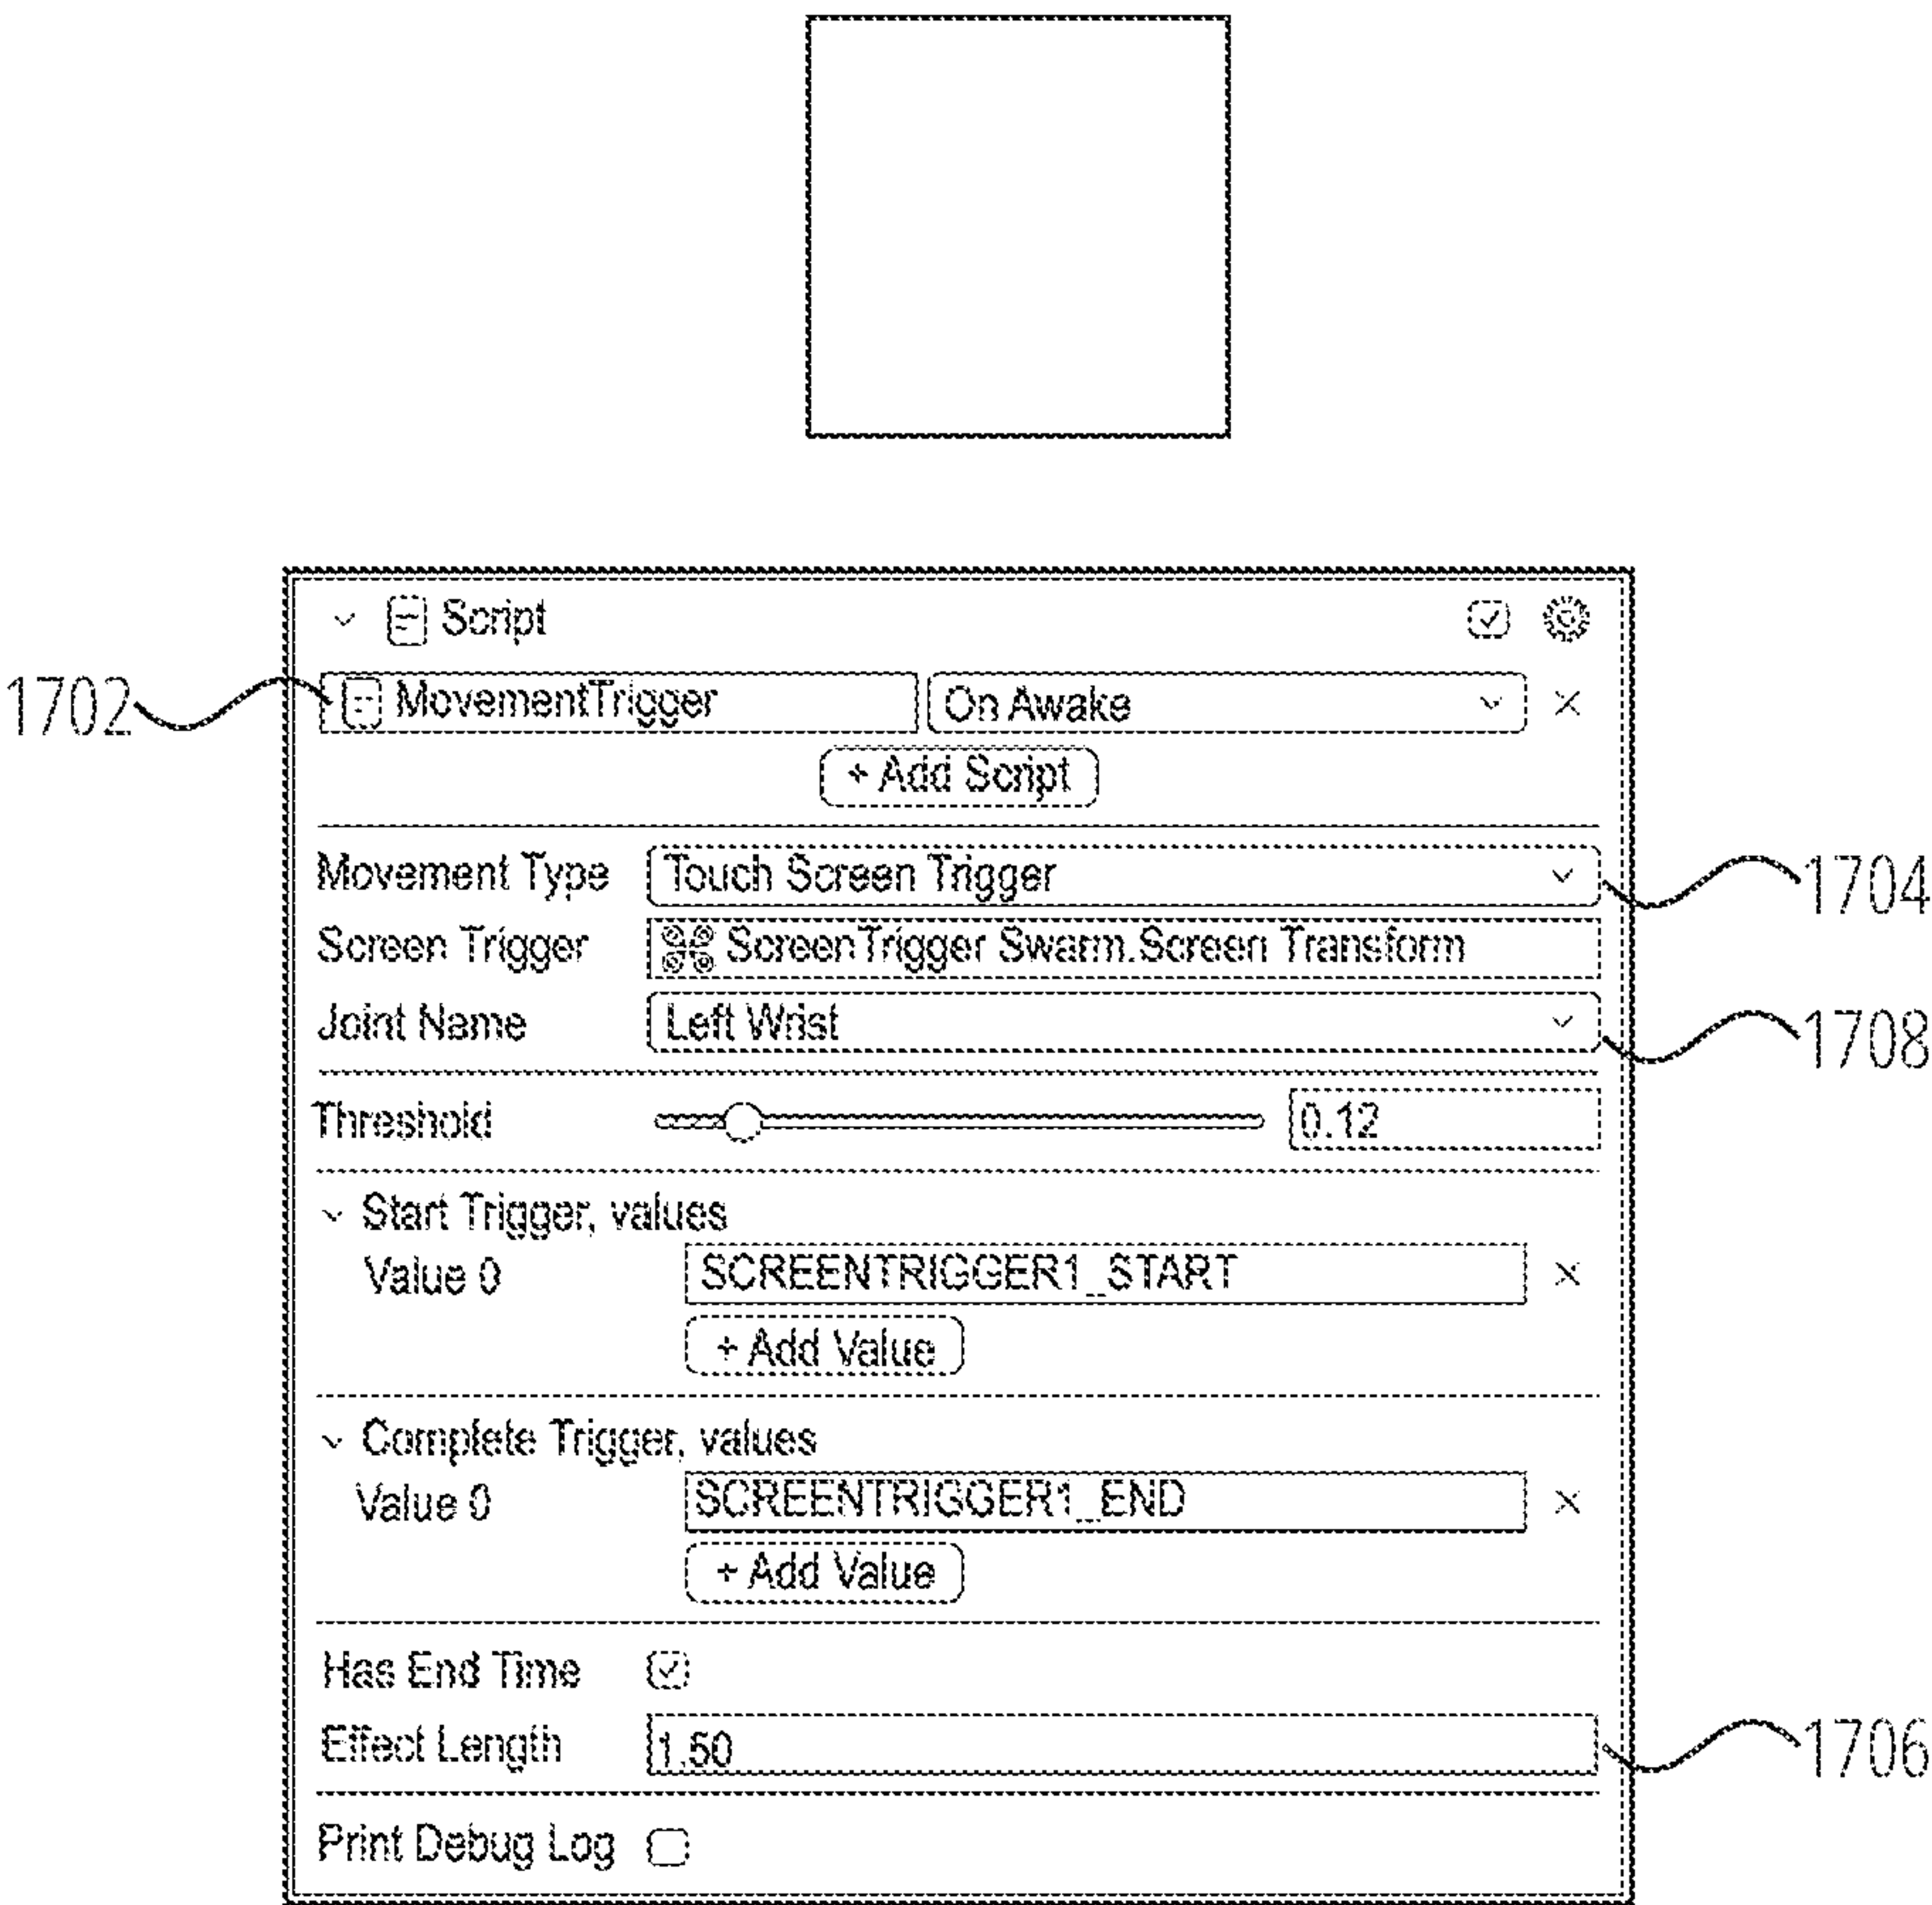 Script
1702 MovementTrigger On Awake
+ Add Script
Movement Type Touch Screen Trigger 1704
Screen Trigger ScreenTrigger Swarm.Screen Transform
Joint Name Left Wrist 1708
Threshold 0.12
Start Trigger, values
Value 0 SCREENTRIGGER1_START
+ Add Value
Complete Trigger, values
Value 0 SCREENTRIGGER1_END
+ Add Value
Has End Time
Effect Length 1.50 1706
Print Debug Log